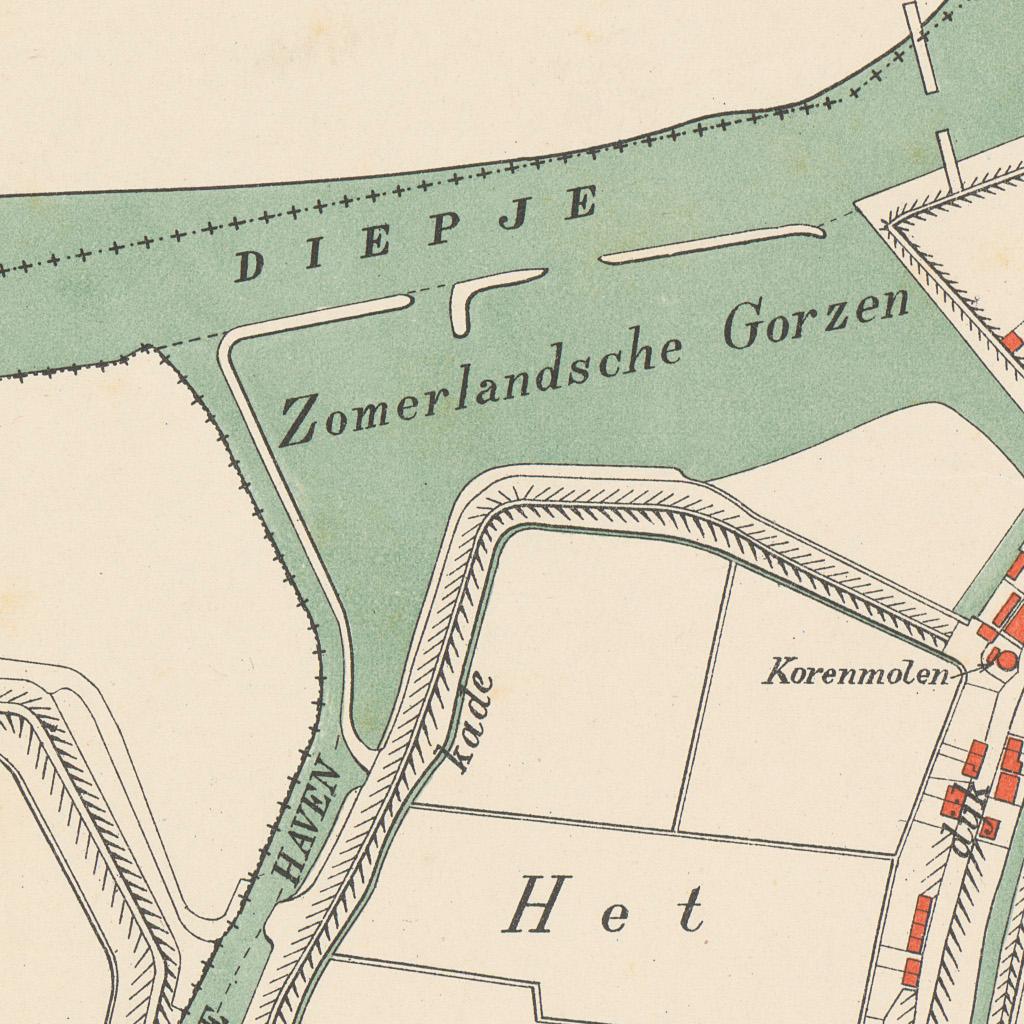 DIEPJE
Zomerlandsche Gorzen
Korenmolen
kade
HAVEN
dijk
Het